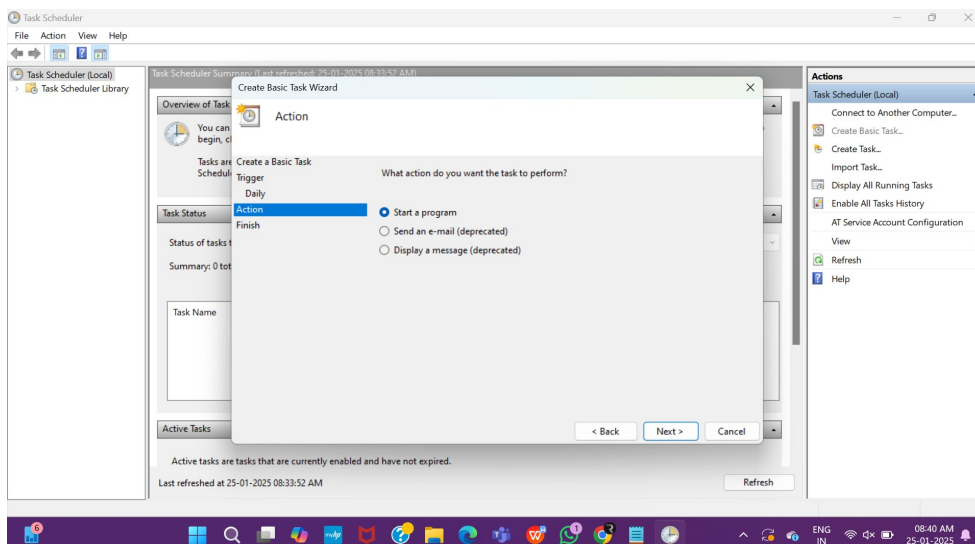 Task Scheduler
File Action View Help
Task Scheduler (Local)
Task Scheduler Library
Task Scheduler Summary (Last refreshed: 25-01-2025 08:33:52 AM)
Overview of Task
You can
begin, cl
Tasks are
Schedul
Task Status
Status of tasks t
Summary: 0 tot
Task Name
Active Tasks
Active tasks are tasks that are currently enabled and have not expired.
Last refreshed at 25-01-2025 08:33:52 AM
Refresh
Create Basic Task Wizard
Action
Create a Basic Task
Trigger
Daily
Action
Finish
What action do you want the task to perform?
Start a program
Send an e-mail (deprecated)
Display a message (deprecated)
< Back Next > Cancel
Actions
Task Scheduler (Local)
Connect to Another Computer...
Create Basic Task...
Create Task...
Import Task...
Display All Running Tasks
Enable All Tasks History
AT Service Account Configuration
View
Refresh
Help
6
1
ENG
IN
08:40 AM
25-01-2025